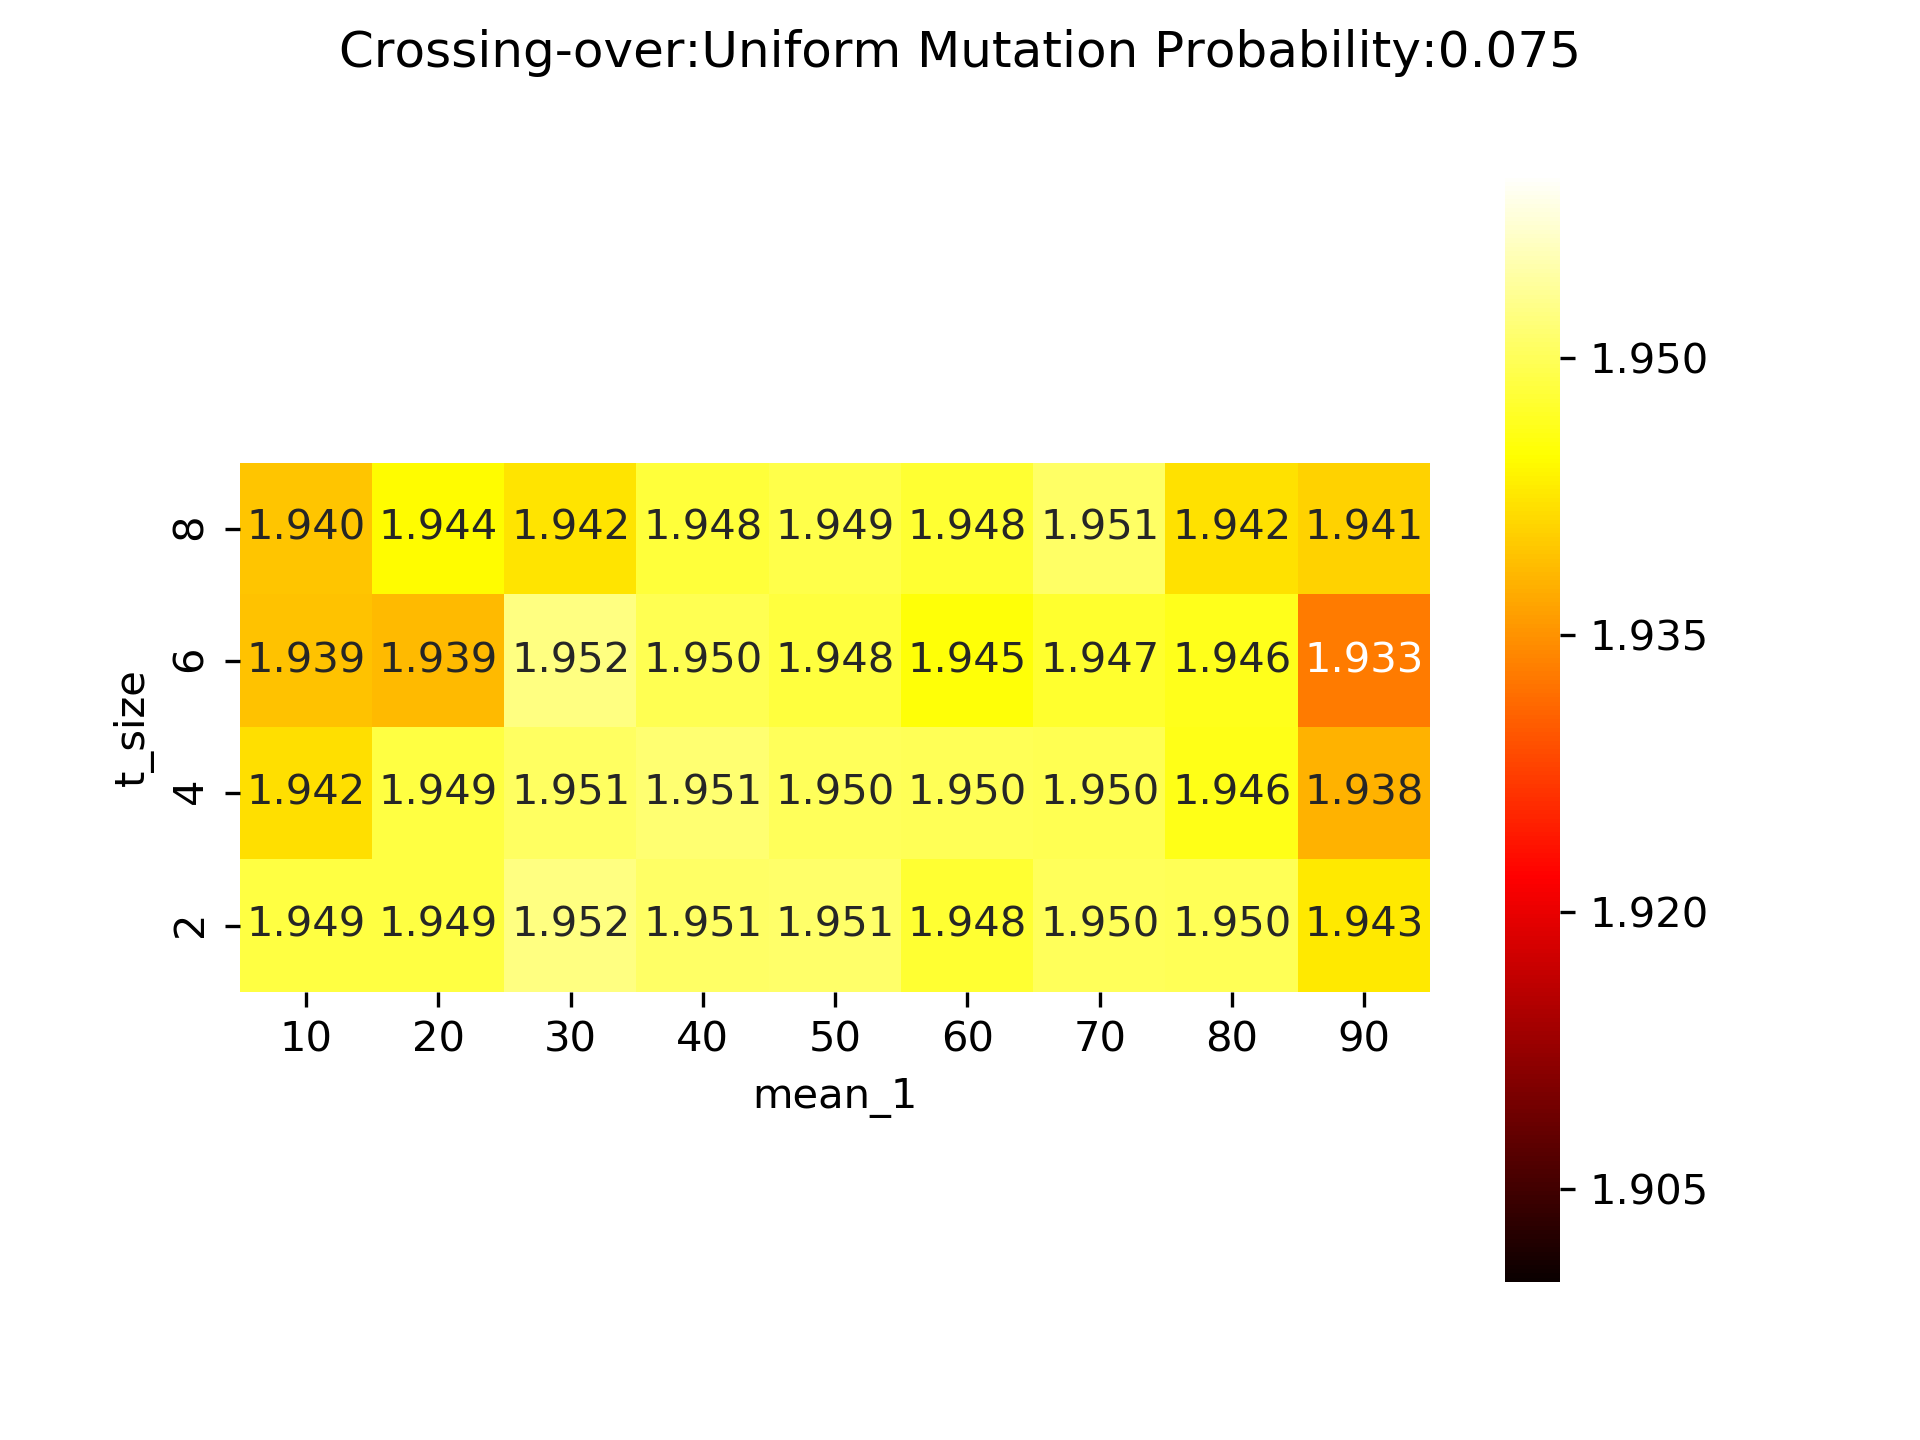 Crossing-over:Uniform Mutation Probability:0.075
1.950
1.935
1.920
1.905
t_size
8 1.940 1.944 1.942 1.948 1.949 1.948 1.951 1.942 1.941
6 1.939 1.939 1.952 1.950 1.948 1.945 1.947 1.946 1.933
4 1.942 1.949 1.951 1.951 1.950 1.950 1.950 1.946 1.938
2 1.949 1.949 1.952 1.951 1.951 1.948 1.950 1.950 1.943
10 20 30 40 50 60 70 80 90
mean_1